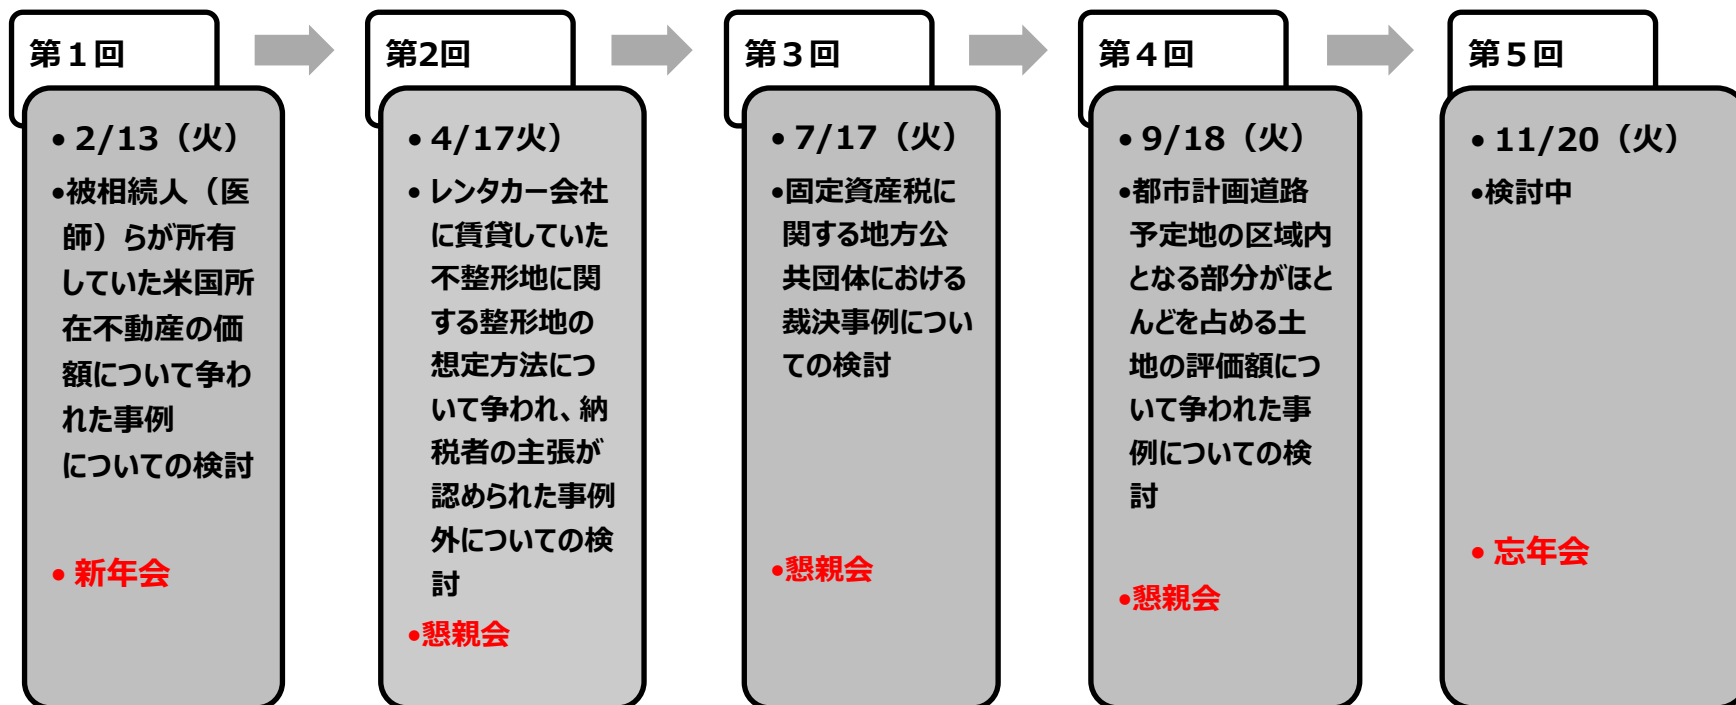 第１回
• 2/13（火）
•被相続人（医
師）らが所有
していた米国所
在不動産の価
額について争わ
れた事例
についての検討
• 新年会
第2回
• 4/17火）
• レンタカー会社
に賃貸していた
不整形地に関
する整形地の
想定方法につ
いて争われ、納
税者の主張が
認められた事例
外についての検
討
•懇親会
第３回
• 7/17（火）
•固定資産税に
関する地方公
共団体における
裁決事例につい
ての検討
•懇親会
第４回
• 9/18（火）
•都市計画道路
予定地の区域内
となる部分がほと
んどを占める土
地の評価額につ
いて争われた事
例についての検
討
•懇親会
第５回
• 11/20（火）
•検討中
• 忘年会